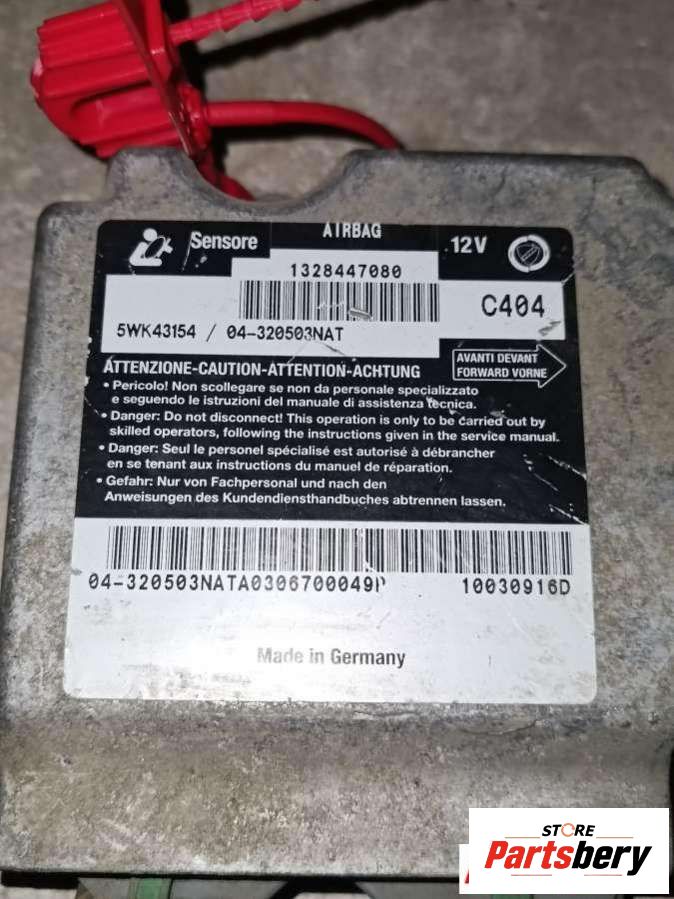 Sensore
AIRBAG
12V
1328447080
C404
5WK43154 / 04-320503NAT
ATTENZIONE-CAUTION-ATTENTION-ACHTUNG
AVANTI DEVANT
FORWARD VORNE
• Pericolo! Non scollegare se non da personale specializzato
e seguendo le istruzioni del manuale di assistenza tecnica.
• Danger: Do not disconnect! This operation is only to be carried out by
skilled operators, following the instructions given in the service manual.
• Danger: Seul le personel spécialisé est autorisé à débrancher
en se tenant aux instructions du manuel de réparation.
• Gefahr: Nur von Fachpersonal und nach den
Anweisungen des Kundendiensthandbuches abtrennen lassen.
04-320503NATA0306700049P
10030916D
Made in Germany
STORE
Partsbery